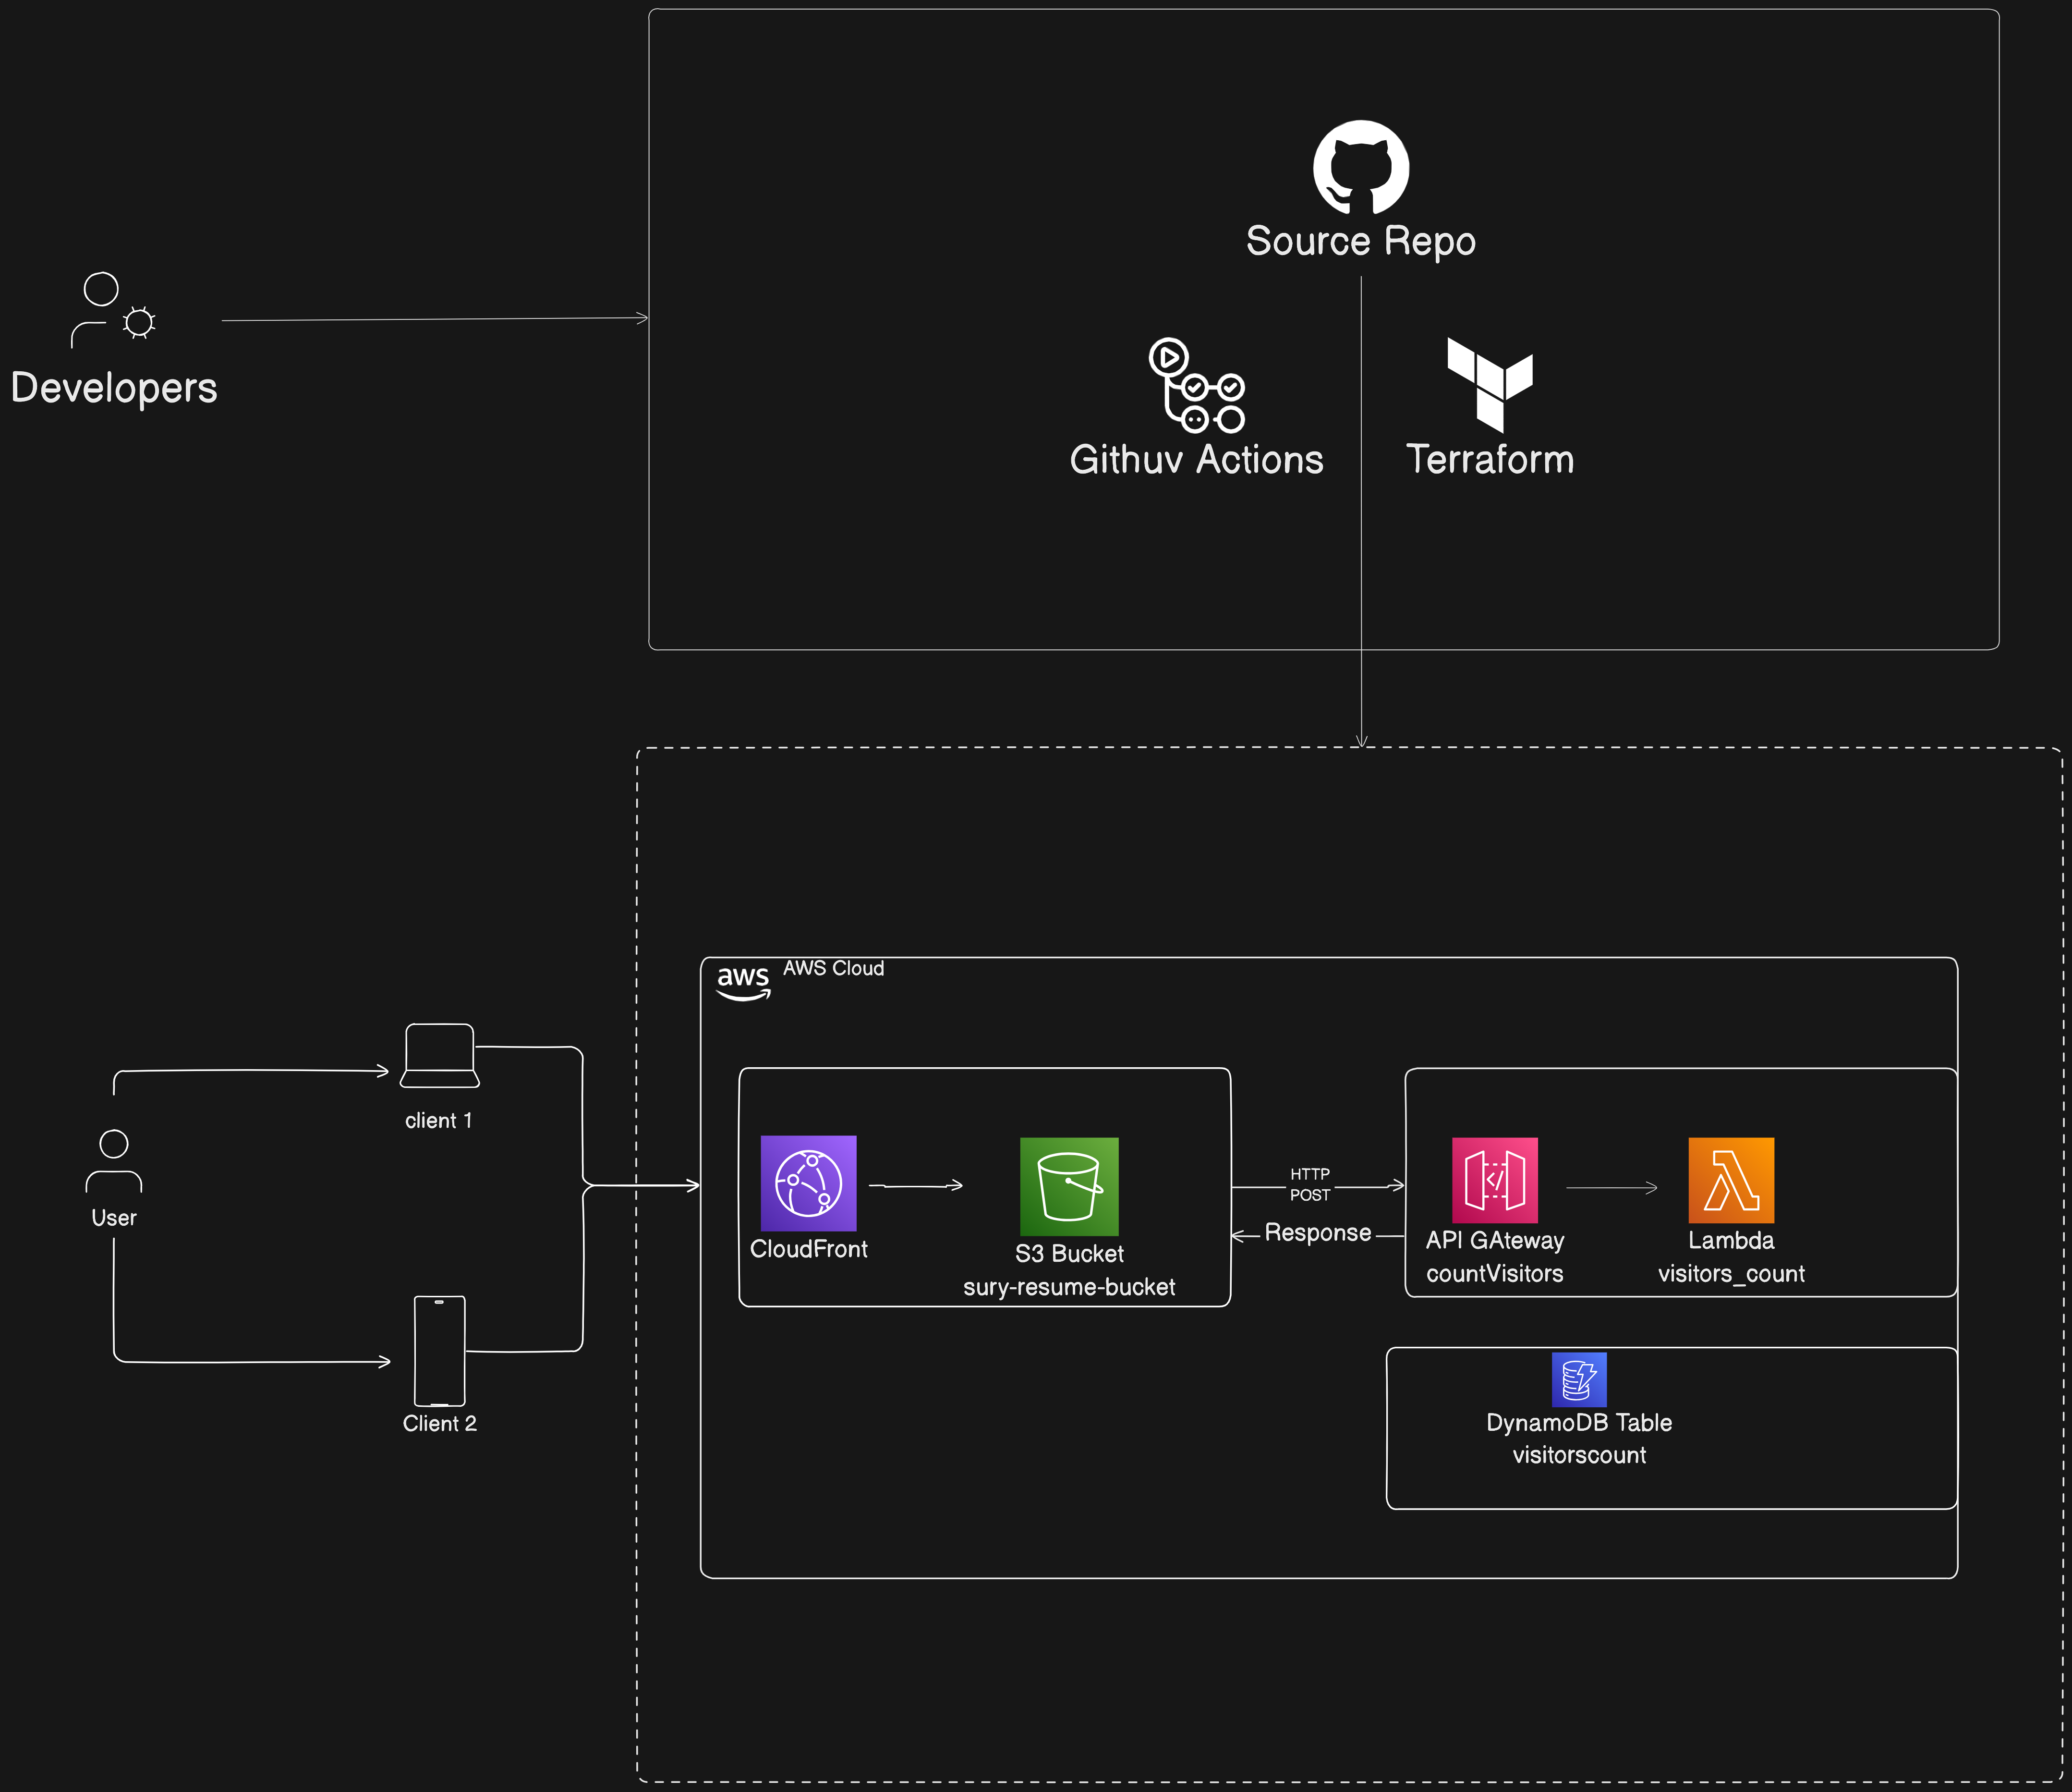 Source Repo
Developers
Githuv Actions
Terraform
aws
AWS Cloud
client 1
User
Client 2
CloudFront
S3 Bucket
sury-resume-bucket
HTTP
POST
Response
API GAteway
countVisitors
Lambda
visitors_count
DynamoDB Table
visitorscount